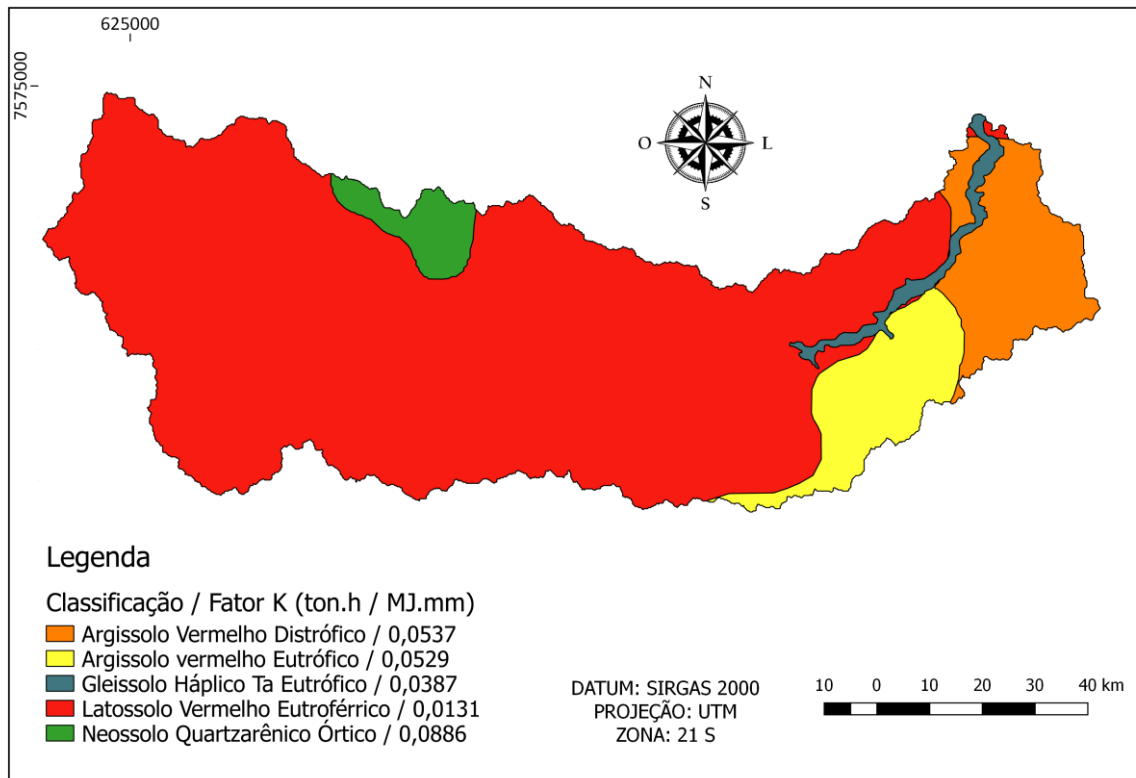 625000
7575000
N
O
L
S
Legenda
Classificação / Fator K (ton.h / MJ.mm)
Argissolo Vermelho Distrófico / 0,0537
Argissolo vermelho Eutrófico / 0,0529
Gleissolo Háplico Ta Eutrófico / 0,0387
Latossolo Vermelho Eutroférrico / 0,0131
Neossolo Quartzarênico Órtico / 0,0886
DATUM: SIRGAS 2000
PROJEÇÃO: UTM
ZONA: 21 S
10 0 10 20 30 40 km